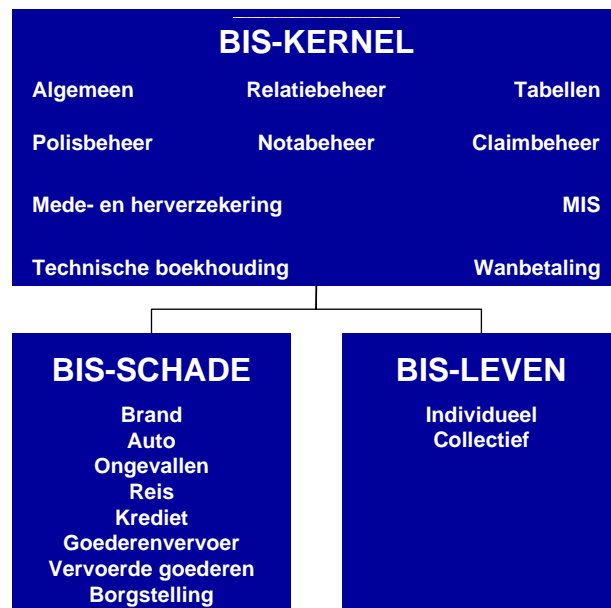 BIS-KERNEL
Algemeen Relatiebeheer Tabellen
Polisbeheer Notabeheer Claimbeheer
Mede- en herverzekering MIS
Technische boekhouding Wanbetaling
BIS-SCHADE
Brand
Auto
Ongevallen
Reis
Krediet
Goederenvervoer
Vervoerde goederen
Borgstelling
BIS-LEVEN
Individueel
Collectief